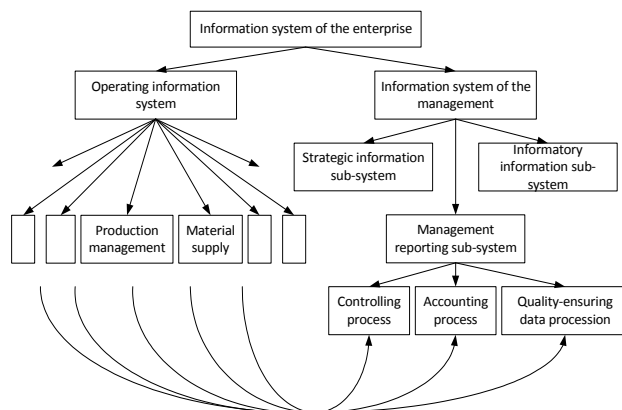 Information system of the enterprise
Operating information
system
Information system of the
management
Strategic information
sub-system
Informatory
information sub-
system
Production
management
Material
supply
Management
reporting sub-system
Controlling
process
Accounting
process
Quality-ensuring
data procession